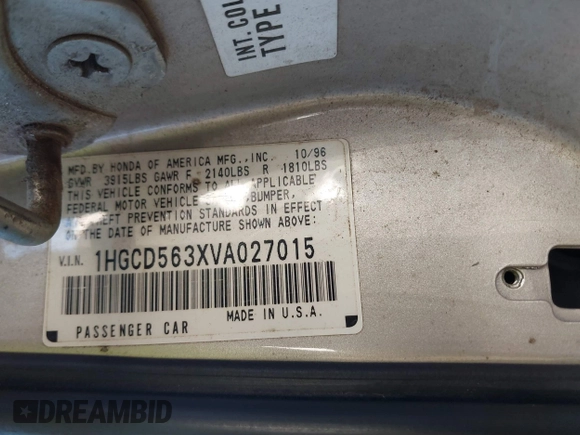 INT. COL
TYPE
MFD.BY HONDA OF AMERICA MFG.,INC. 10/96
GVWR 3915LBS GAWR F 2140LBS R 1810LBS
THIS VEHICLE CONFORMS TO ALL APPLICABLE
FEDERAL MOTOR VEHICLE BUMPER,
THEFT PREVENTION STANDARDS IN EFFECT
ON THE DATE OF MANUFACTURE SHOWN ABOVE.
V.I.N. 1HGCD563XVA027015
PASSENGER CAR MADE IN U.S.A.
DREAMBID